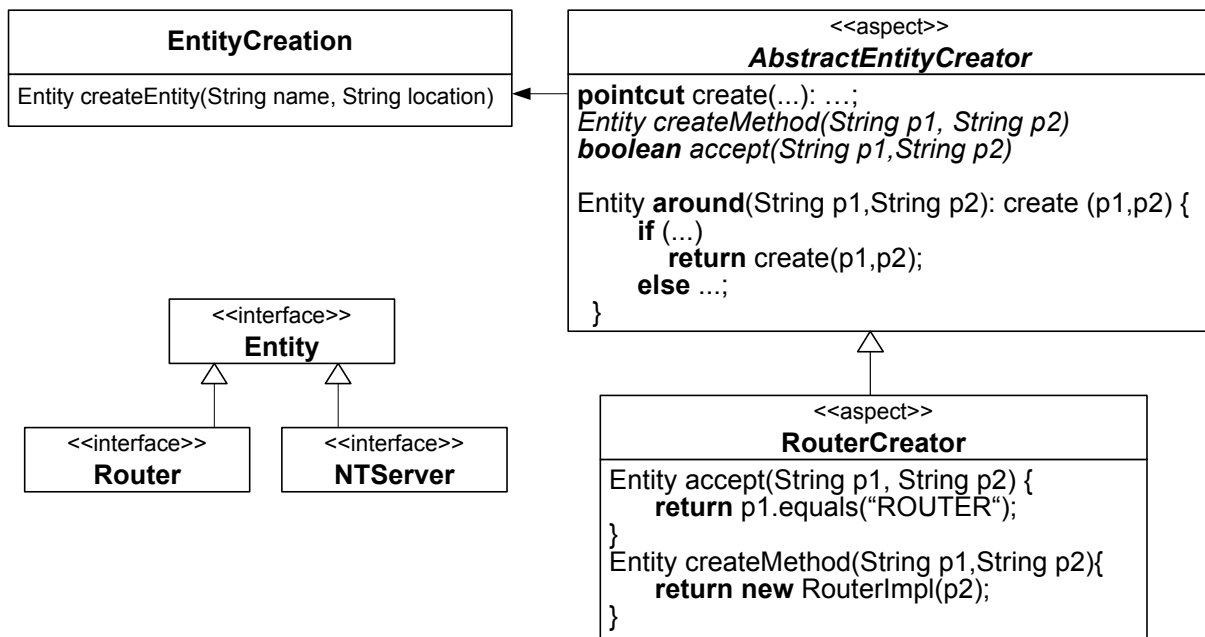 EntityCreation
Entity createEntity(String name, String location)
<<aspect>>
AbstractEntityCreator
pointcut create(...): ...;
Entity createMethod(String p1, String p2)
boolean accept(String p1,String p2)
Entity around(String p1,String p2): create (p1,p2) {
if (...)
return create(p1,p2);
else ...;
}
<<interface>>
Entity
<<interface>>
Router
<<interface>>
NTServer
<<aspect>>
RouterCreator
Entity accept(String p1, String p2) {
return p1.equals(“ROUTER“);
}
Entity createMethod(String p1,String p2){
return new RouterImpl(p2);
}